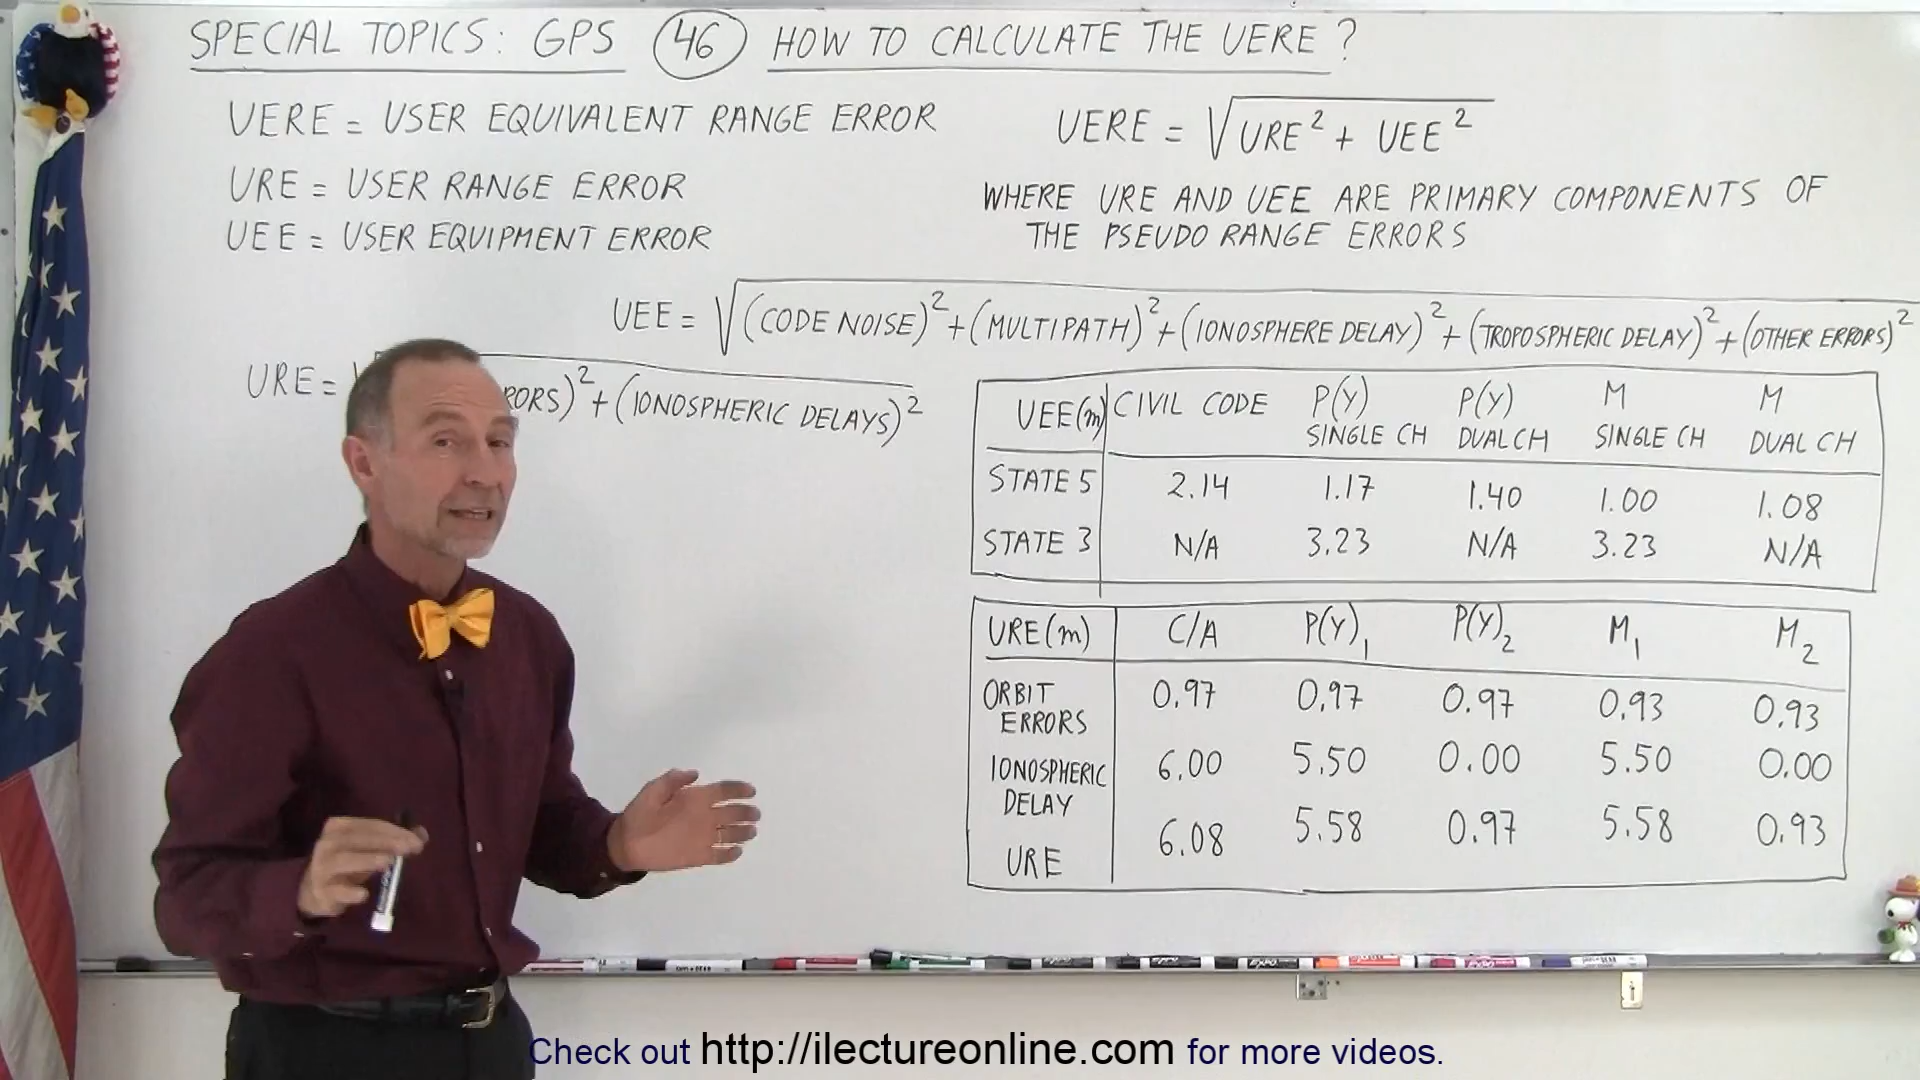 SPECIAL TOPICS: GPS 46 HOW TO CALCULATE THE UERE?
UERE = USER EQUIVALENT RANGE ERROR
URE = USER RANGE ERROR
UEE = USER EQUIPMENT ERROR
UERE = √URE² + UEE²
WHERE URE AND UEE ARE PRIMARY COMPONENTS OF
THE PSEUDO RANGE ERRORS
UEE = √(CODE NOISE)² + (MULTIPATH)² + (IONOSPHERE DELAY)² + (TROPOSPHERIC DELAY)² + (OTHER ERRORS)²
URE = √ RORS)² + (IONOSPHERIC DELAYS)²
UEE(m) CIVIL CODE P(Y) SINGLE CH P(Y) DUAL CH M SINGLE CH M DUAL CH
STATE 5 2.14 1.17 1.40 1.00 1.08
STATE 3 N/A 3.23 N/A 3.23 N/A
URE(m) C/A P(Y)₁ P(Y)₂ M₁ M₂
ORBIT ERRORS 0.97 0.97 0.97 0.93 0.93
IONOSPHERIC DELAY 6.00 5.50 0.00 5.50 0.00
URE 6.08 5.58 0.97 5.58 0.93
Check out http://ilectureonline.com for more videos.